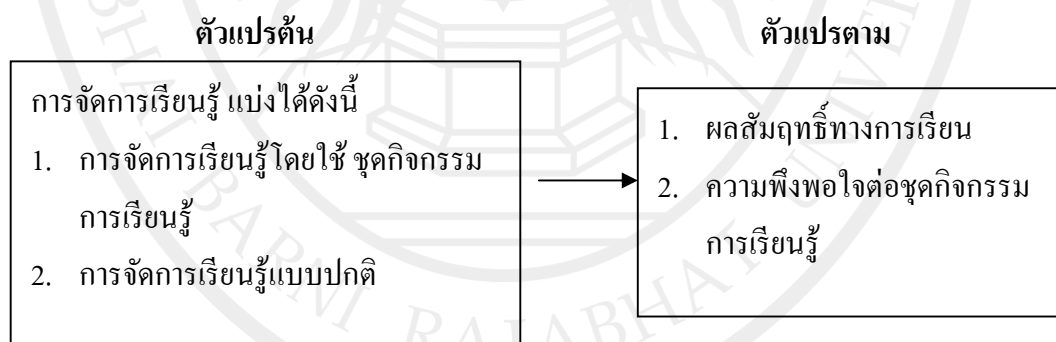 ตัวแปรต้น
การจัดการเรียนรู้ แบ่งได้ดังนี้
1. การจัดการเรียนรู้โดยใช้ ชุดกิจกรรม
การเรียนรู้
2. การจัดการเรียนรู้แบบปกติ
ตัวแปรตาม
1. ผลสัมฤทธิ์ทางการเรียน
2. ความพึงพอใจต่อชุดกิจกรรม
การเรียนรู้
BHAI BARNI RAJABHAT UNIVE